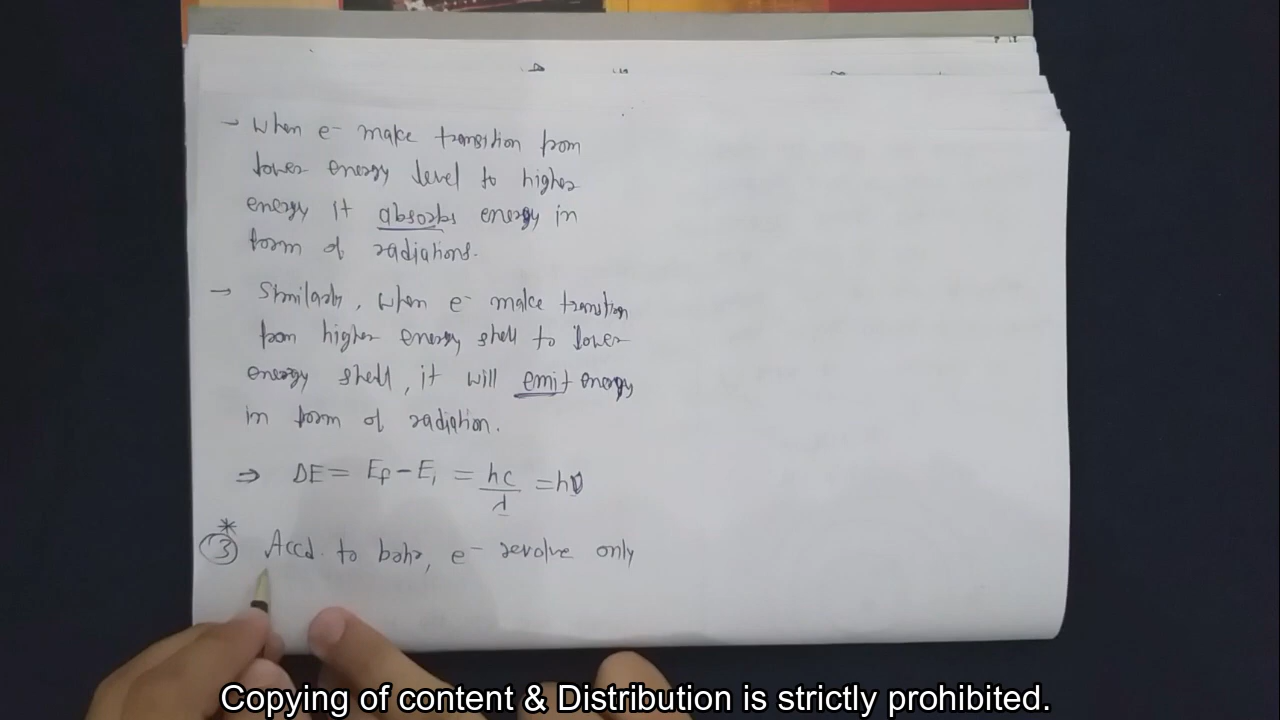 → When e⁻ make transition from
lower energy level to higher
energy it absorbs energy in
form of radiations.
→ Similarly, when e⁻ make transition
from higher energy shell to lower
energy shell, it will emit energy
in form of radiation.
⇒ ΔE = Ef - Ei = hc/λ = hν
* ③ Accd. to bohr, e⁻ revolve only
Copying of content & Distribution is strictly prohibited.